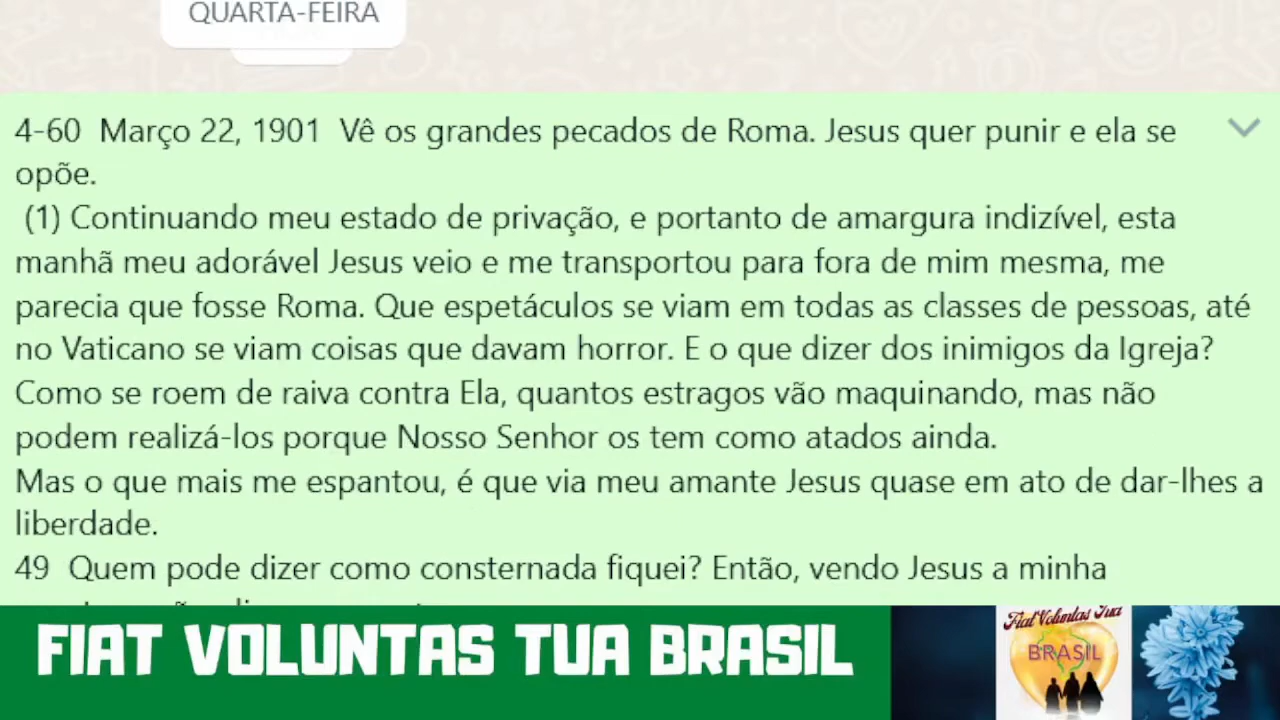 QUARTA-FEIRA
4-60 Março 22, 1901 Vê os grandes pecados de Roma. Jesus quer punir e ela se
opõe.
(1) Continuando meu estado de privação, e portanto de amargura indizível, esta
manhã meu adorável Jesus veio e me transportou para fora de mim mesma, me
parecia que fosse Roma. Que espetáculos se viam em todas as classes de pessoas, até
no Vaticano se viam coisas que davam horror. E o que dizer dos inimigos da Igreja?
Como se roem de raiva contra Ela, quantos estragos vão maquinando, mas não
podem realizá-los porque Nosso Senhor os tem como atados ainda.
Mas o que mais me espantou, é que via meu amante Jesus quase em ato de dar-lhes a
liberdade.
49 Quem pode dizer como consternada fiquei? Então, vendo Jesus a minha
FIAT VOLUNTAS TUA BRASIL
Fiat Voluntas Tua
BRASIL